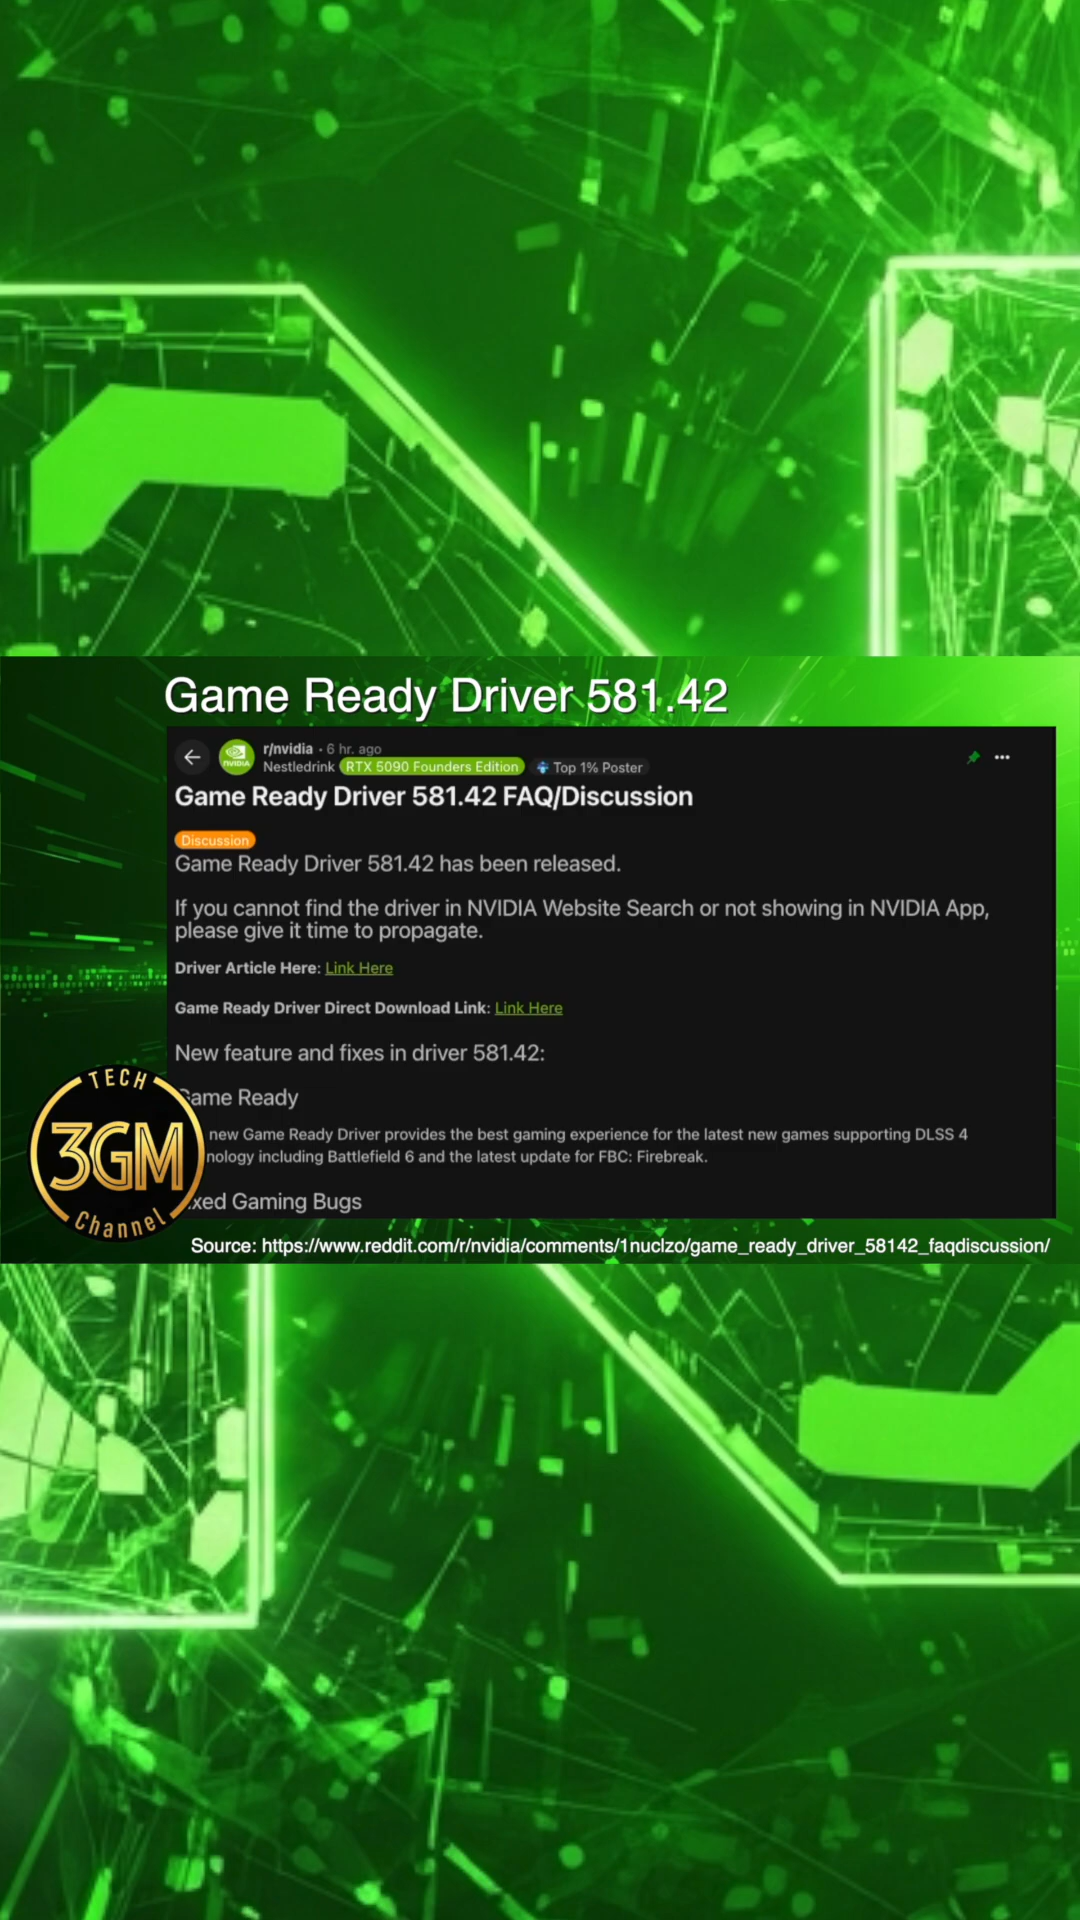 Game Ready Driver 581.42
r/nvidia • 6 hr. ago
NVIDIA
Nestledrink RTX 5090 Founders Edition Top 1% Poster
Game Ready Driver 581.42 FAQ/Discussion
Discussion
Game Ready Driver 581.42 has been released.
If you cannot find the driver in NVIDIA Website Search or not showing in NVIDIA App,
please give it time to propagate.
Driver Article Here: Link Here
Game Ready Driver Direct Download Link: Link Here
New feature and fixes in driver 581.42:
Game Ready
new Game Ready Driver provides the best gaming experience for the latest new games supporting DLSS 4
nology including Battlefield 6 and the latest update for FBC: Firebreak.
xed Gaming Bugs
TECH
3GM
Channel
Source: https://www.reddit.com/r/nvidia/comments/1nuclzo/game_ready_driver_58142_faqdiscussion/